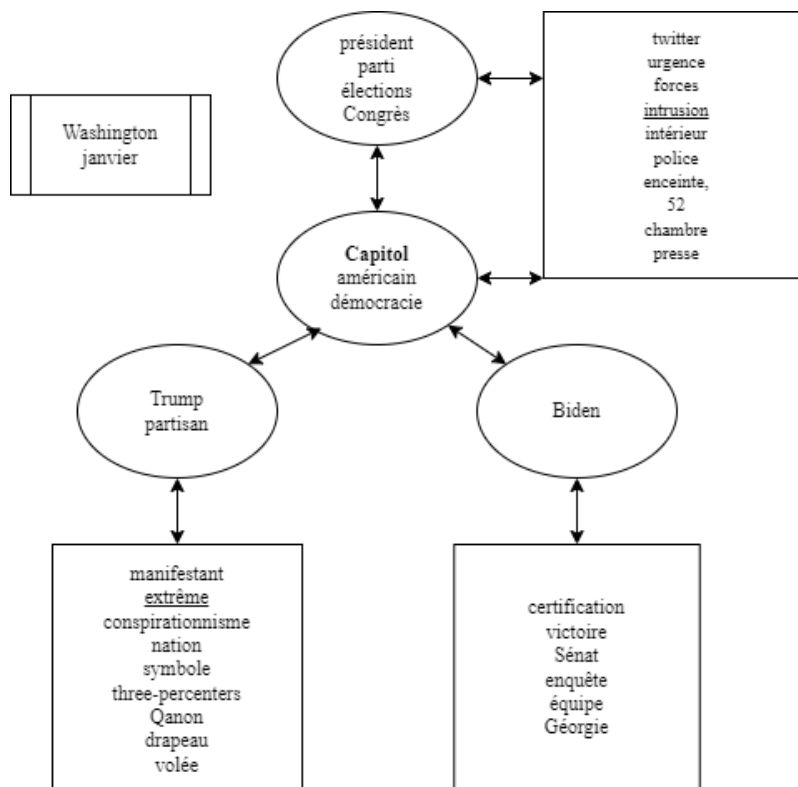 président
parti
élections
Congrès
twitter
urgence
forces
intrusion
intérieur
police
enceinte,
52
chambre
presse
Washington
janvier
Capitol
américain
démocracie
Trump
partisan
Biden
manifestant
extrême
conspirationnisme
nation
symbole
three-percenters
Qanon
drapeau
volée
certification
victoire
Sénat
enquête
équipe
Géorgie